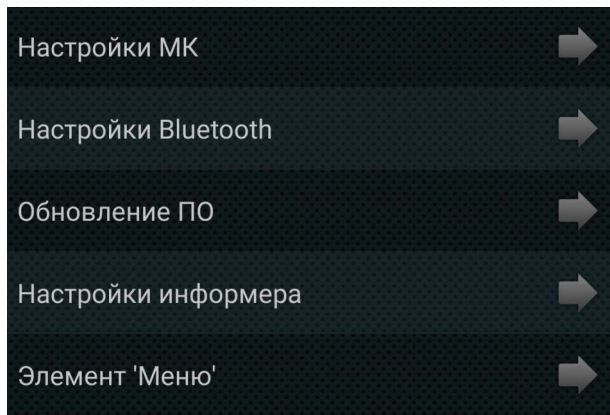 Настройки МК
Настройки Bluetooth
Обновление ПО
Настройки информера
Элемент 'Меню'